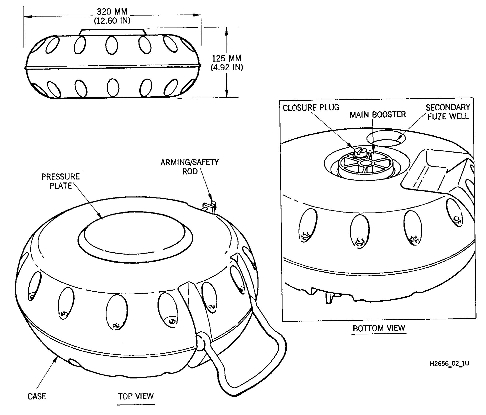 320 MM
(12.60 IN)
125 MM
(4.92 IN)
CLOSURE PLUG
MAIN BOOSTER
SECONDARY
FUZE WELL
ARMING/SAFETY
ROD
PRESSURE
PLATE
BOTTOM VIEW
CASE
TOP VIEW
H2656_02_1U